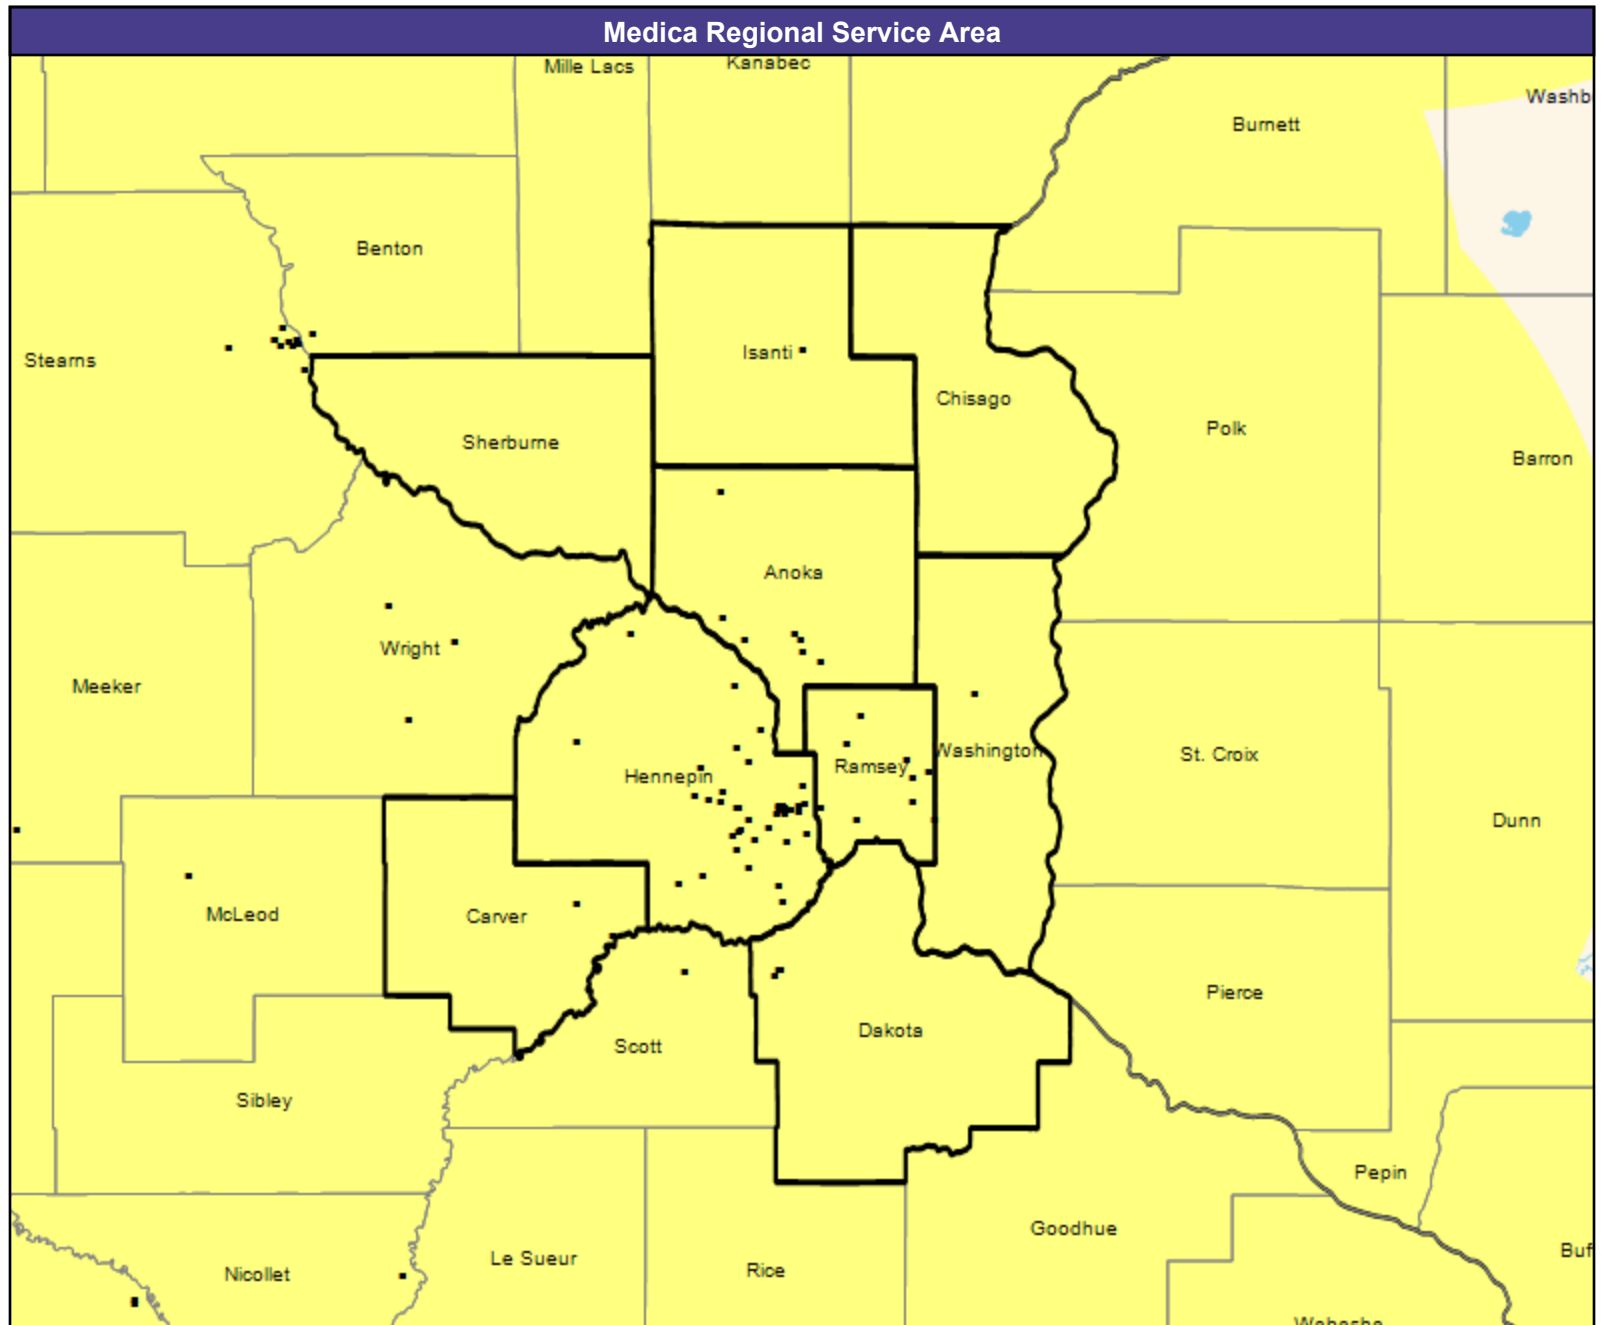 Medica Regional Service Area
Mille Lacs
Kanabec
Washb
Burnett
Benton
Stearns
Isanti
Chisago
Sherburne
Polk
Barron
Anoka
Wright
Meeker
Washington
St. Croix
Hennepin
Ramsey
Dunn
McLeod
Carver
Pierce
Dakota
Scott
Sibley
Pepin
Goodhue
Buf
Le Sueur
Rice
Nicollet